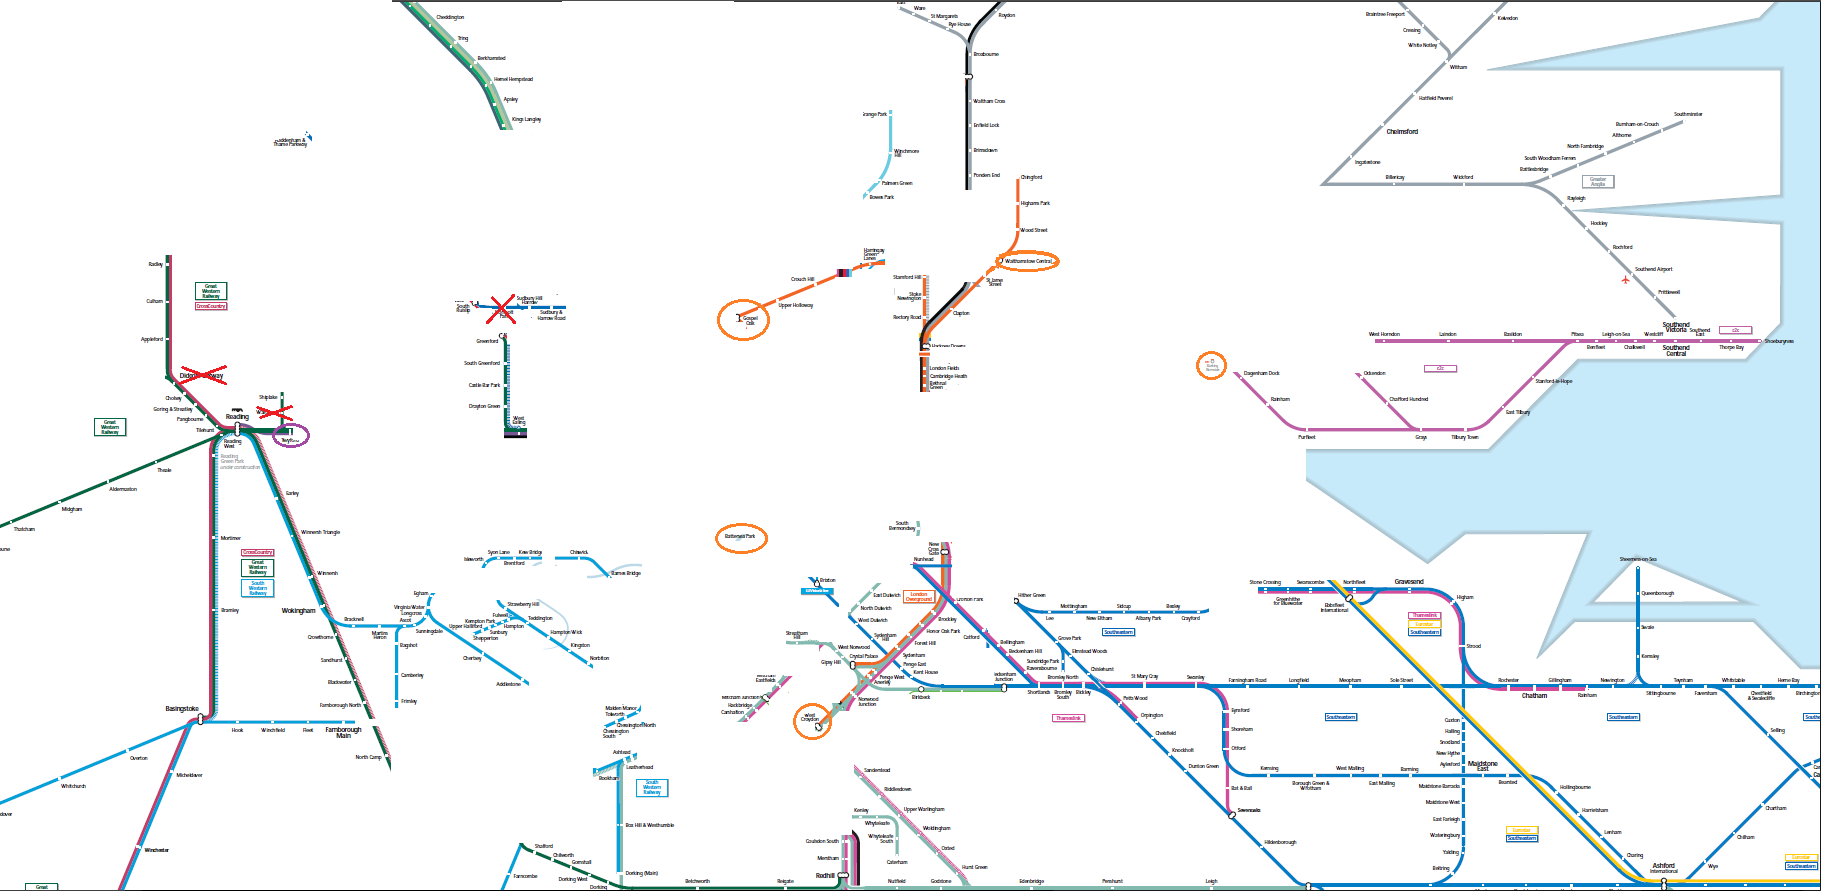 Cheddington
Tring
Berkhamsted
Hemel Hempstead
Apsley
Kings Langley
Haddenham &
Thame Parkway
Ware
St Margarets
Rye House
Roydon
Broxbourne
Waltham Cross
Enfield Lock
Brimsdown
Ponders End
Grange Park
Winchmore
Hill
Palmers Green
Bowes Park
Chingford
Highams Park
Wood Street
Walthamstow Central
St James
Street
Clapton
Harringay
Green
Lanes
Crouch Hill
Upper Holloway
Gospel
Oak
Stamford Hill
Stoke
Newington
Rectory Road
Hackney Downs
London Fields
Cambridge Heath
Bethnal
Green
Braintree Freeport
Cressing
White Notley
Kelvedon
Witham
Hatfield Peverel
Chelmsford
Ingatestone
Billericay
Wickford
Southminster
Burnham-on-Crouch
Althorne
North Fambridge
South Woodham Ferrers
Battlesbridge
Greater
Anglia
Rayleigh
Hockley
Rochford
Southend Airport
Prittlewell
Southend
Victoria
Southend
Central
Southend
East
c2c
West Horndon
Laindon
Basildon
Pitsea
Leigh-on-Sea
Westcliff
Benfleet
Chalkwell
Thorpe Bay
Shoeburyness
c2c
Dagenham Dock
Rainham
Purfleet
Ockendon
Chafford Hundred
Grays
Tilbury Town
East Tilbury
Stanford-le-Hope
Radley
Culham
Appleford
Great
Western
Railway
CrossCountry
Cholsey
Goring & Streatley
Pangbourne
Tilehurst
Reading
Reading
West
Shiplake
Twyford
Reading
Green Park
under construction
Great
Western
Railway
Theale
Aldermaston
Midgham
Thatcham
Mortimer
Bramley
CrossCountry
Great
Western
Railway
South
Western
Railway
Earley
Winnersh Triangle
Winnersh
Wokingham
Bracknell
Martins
Heron
Ascot
Crowthorne
Sandhurst
Blackwater
Farnborough North
North Camp
Basingstoke
Hook
Winchfield
Fleet
Farnborough
Main
Overton
Whitchurch
Micheldever
Winchester
Great
South
Ruislip
Sudbury Hill
Harrow
Sudbury &
Harrow Road
Greenford
South Greenford
Castle Bar Park
Drayton Green
West
Ealing
Syon Lane
Kew Bridge
Chiswick
Isleworth
Brentford
Barnes Bridge
Egham
Virginia Water
Longcross
Sunningdale
Bagshot
Camberley
Frimley
Chertsey
Addlestone
Strawberry Hill
Fulwell
Teddington
Kempton Park
Hampton
Upper Halliford
Sunbury
Shepperton
Hampton Wick
Kingston
Norbiton
Malden Manor
Tolworth
Chessington North
Chessington
South
Ashtead
Leatherhead
Bookham
South
Western
Railway
Box Hill & Westhumble
Dorking (Main)
Shalford
Chilworth
Gomshall
Dorking West
Dorking
Farncombe
Betchworth
Reigate
Redhill
Battersea Park
South
Bermondsey
New
Cross
Gate
Nunhead
Brixton
East Dulwich
North Dulwich
West Dulwich
London
Overground
Crofton Park
Brockley
Honor Oak Park
Catford
Forest Hill
Sydenham
Hill
Sydenham
Streatham
Hill
West Norwood
Gipsy Hill
Crystal Palace
Penge East
Kent House
Penge West
Anerley
Birkbeck
Norwood
Junction
West
Croydon
Mitcham
Eastfields
Mitcham Junction
Hackbridge
Carshalton
Beckenham
Junction
Bellingham
Beckenham Hill
Ravensbourne
Shortlands
Bromley
South
Bickley
Bromley North
Sundridge Park
Hither Green
Lee
Mottingham
New Eltham
Sidcup
Albany Park
Bexley
Crayford
Southeastern
Grove Park
Elmstead Woods
Chislehurst
Petts Wood
Orpington
Chelsfield
Knockholt
Dunton Green
Sevenoaks
Hildenborough
Thameslink
St Mary Cray
Swanley
Eynsford
Shoreham
Otford
Bat & Ball
Kemsing
Borough Green &
Wrotham
West Malling
East Malling
Barming
Maidstone
East
Bearsted
Hollingbourne
Harrietsham
Lenham
Charing
Ashford
International
Farningham Road
Longfield
Meopham
Sole Street
Southeastern
Stone Crossing
Swanscombe
Northfleet
Greenhithe
for Bluewater
Ebbsfleet
International
Gravesend
Higham
Thameslink
Eurostar
Southeastern
Strood
Rochester
Chatham
Gillingham
Rainham
Newington
Sittingbourne
Teynham
Faversham
Whitstable
Chestfield
& Swalecliffe
Herne Bay
Southeastern
Sheerness-on-Sea
Queenborough
Swale
Kemsley
Cuxton
Halling
Snodland
New Hythe
Aylesford
Maidstone Barracks
Maidstone West
East Farleigh
Wateringbury
Yalding
Beltring
Eurostar
Southeastern
Selling
Chartham
Chilham
Wye
Eurostar
Southeastern
Sanderstead
Riddlesdown
Upper Warlingham
Woldingham
Oxted
Hurst Green
Kenley
Whyteleafe
Whyteleafe
South
Caterham
Coulsdon South
Merstham
Nutfield
Godstone
Edenbridge
Penshurst
Leigh